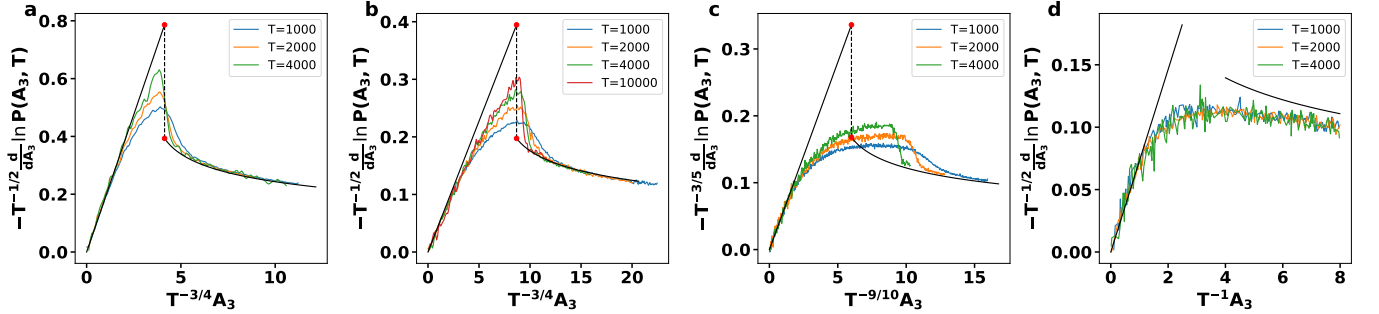 a
−T^{−1/2} d/dA₃ ln P(A₃, T)
0.8
0.6
0.4
0.2
0.0
0
5
10
T^{−3/4}A₃
T=1000
T=2000
T=4000
b
−T^{−1/2} d/dA₃ ln P(A₃, T)
0.4
0.3
0.2
0.1
0.0
0
5
10
15
20
T^{−3/4}A₃
T=1000
T=2000
T=4000
T=10000
c
−T^{−3/5} d/dA₃ ln P(A₃, T)
0.3
0.2
0.1
0.0
0
5
10
15
T^{−9/10}A₃
T=1000
T=2000
T=4000
d
−T^{−1/2} d/dA₃ ln P(A₃, T)
0.15
0.10
0.05
0.00
0
2
4
6
8
T^{−1}A₃
T=1000
T=2000
T=4000